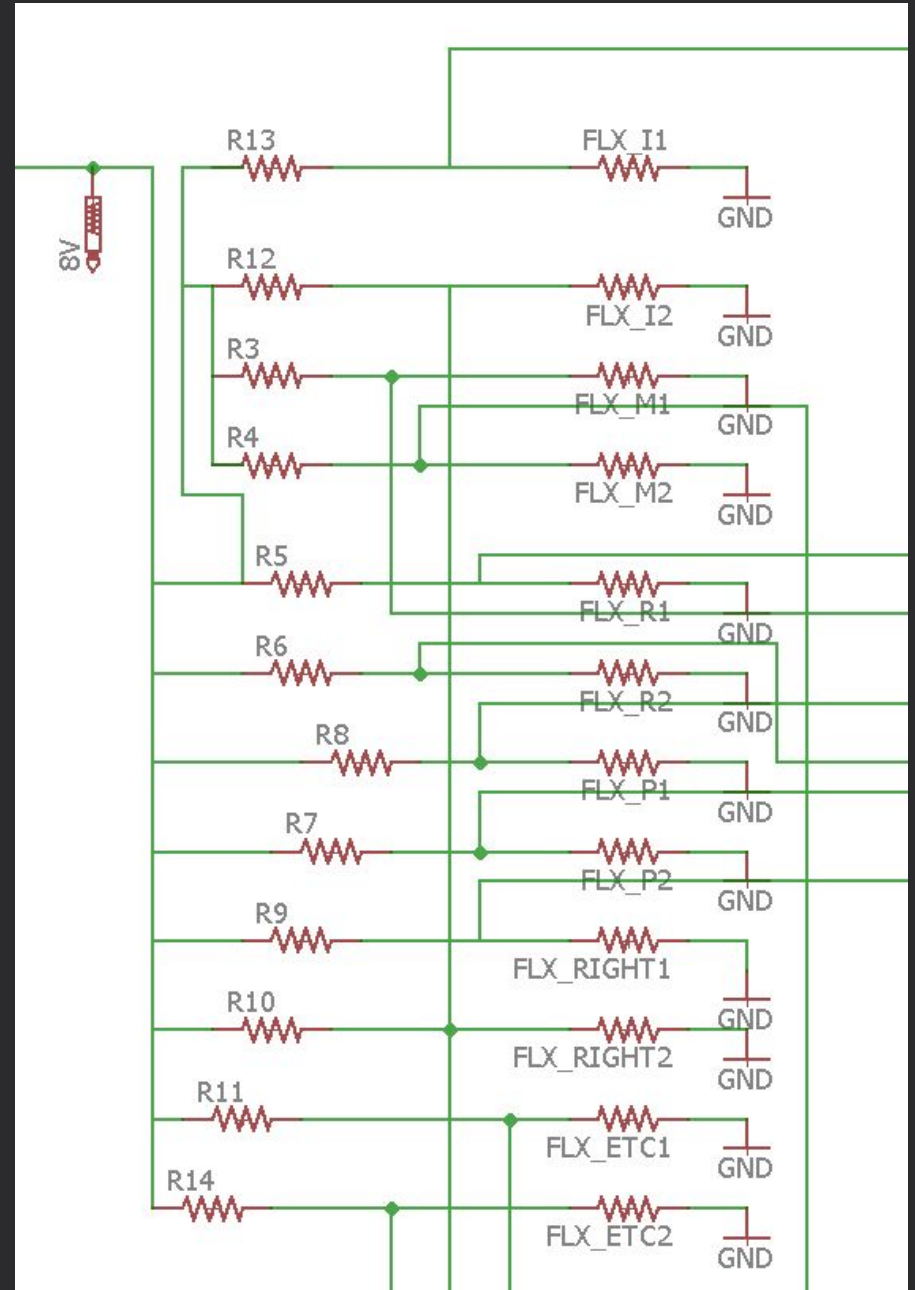 R13
FLX_I1
GND
8V
R12
FLX_I2
GND
R3
FLX_M1
GND
R4
FLX_M2
GND
R5
FLX_R1
GND
R6
FLX_R2
GND
R8
FLX_P1
GND
R7
FLX_P2
GND
R9
FLX_RIGHT1
GND
R10
FLX_RIGHT2
GND
R11
FLX_ETC1
GND
R14
FLX_ETC2
GND